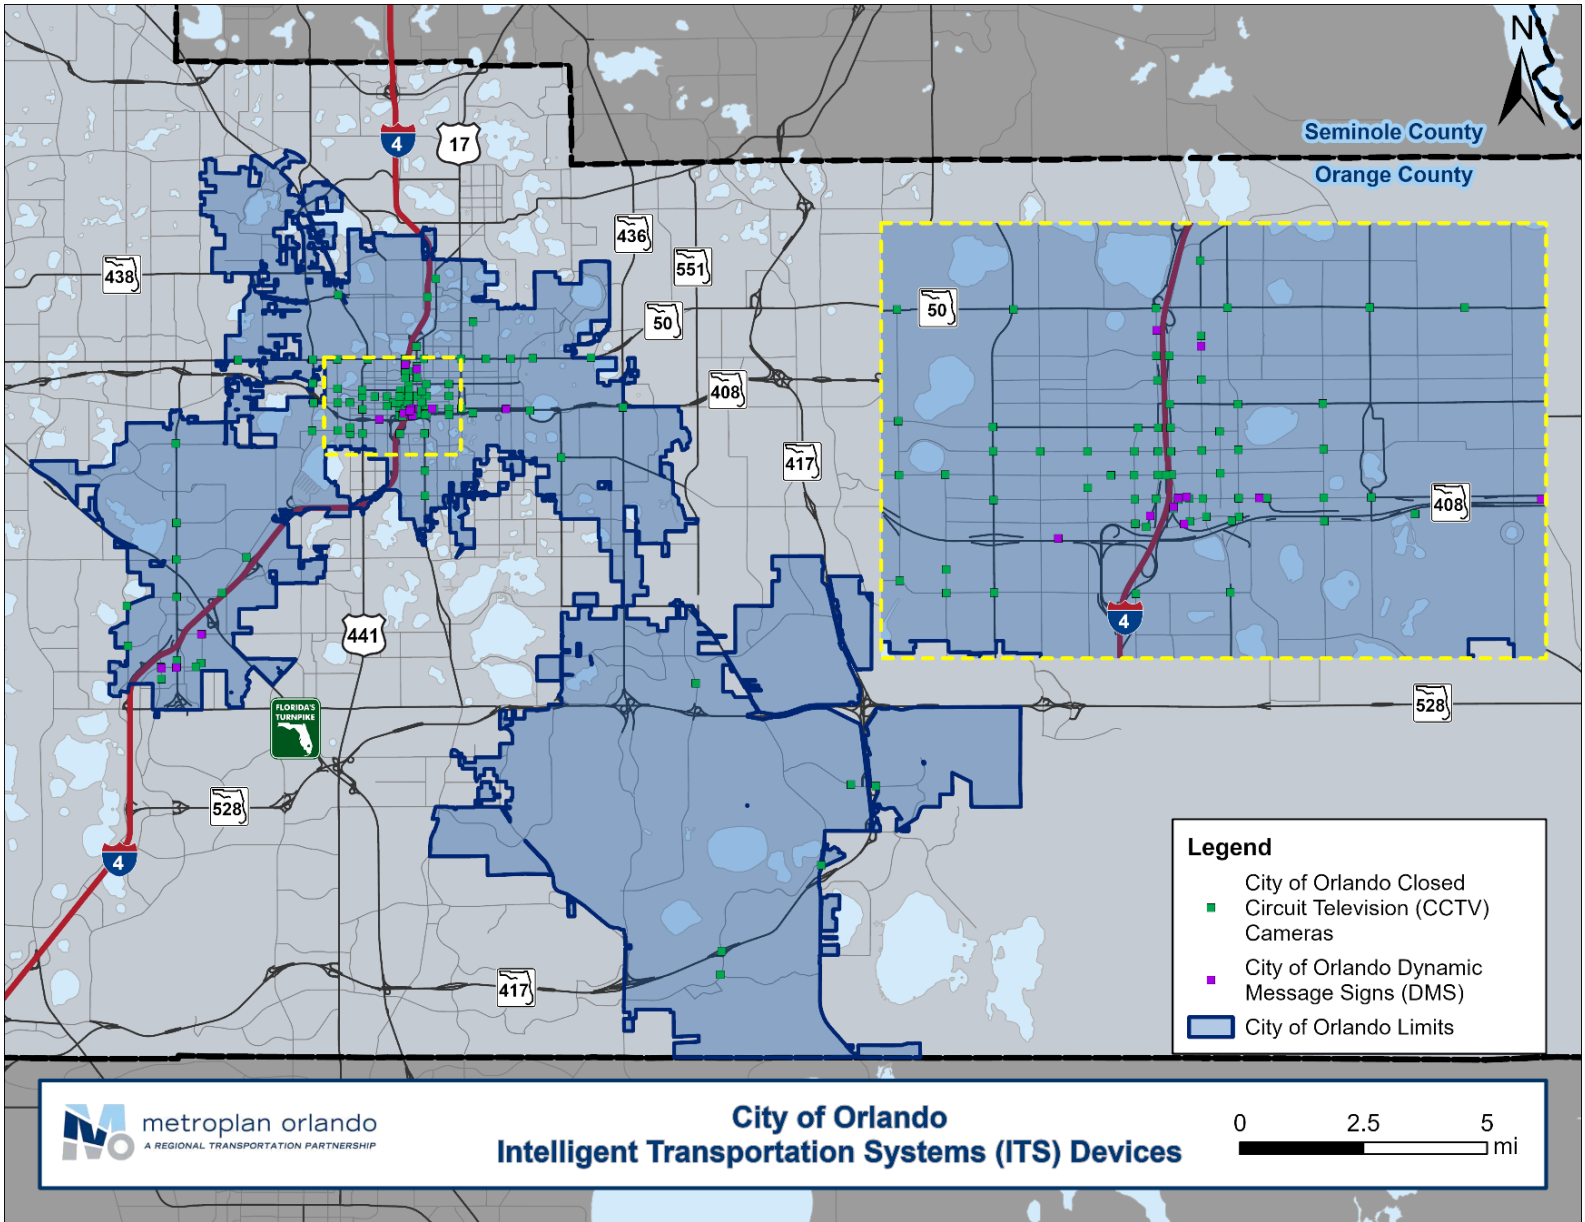 N
Seminole County
Orange County
4
17
436
438
551
50
50
408
417
408
441
4
FLORIDA'S
TURNPIKE
528
528
4
417
Legend
City of Orlando Closed
Circuit Television (CCTV)
Cameras
City of Orlando Dynamic
Message Signs (DMS)
City of Orlando Limits
metroplan orlando
A REGIONAL TRANSPORTATION PARTNERSHIP
City of Orlando
Intelligent Transportation Systems (ITS) Devices
0 2.5 5
mi